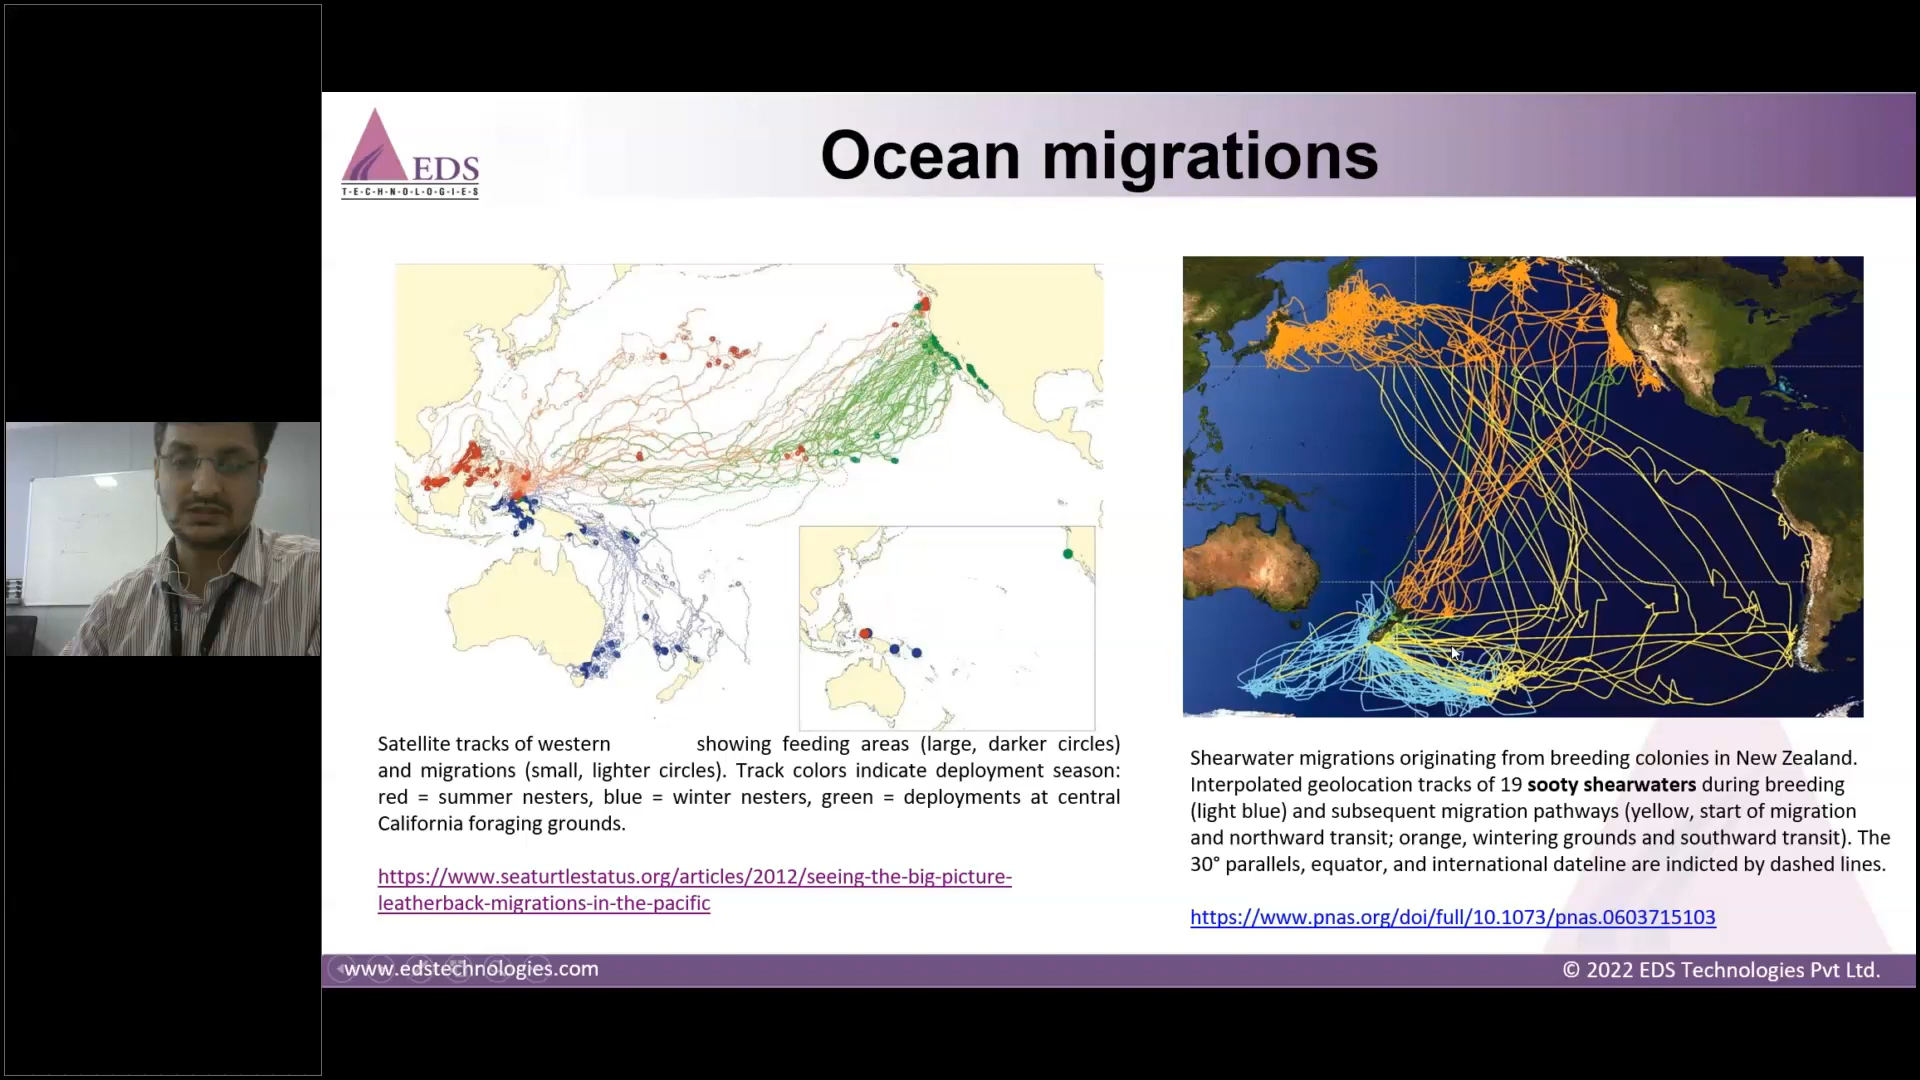 EDS
T·E·C·H·N·O·L·O·G·I·E·S
Ocean migrations
Satellite tracks of western showing feeding areas (large, darker circles)
and migrations (small, lighter circles). Track colors indicate deployment season:
red = summer nesters, blue = winter nesters, green = deployments at central
California foraging grounds.
https://www.seaturtlestatus.org/articles/2012/seeing-the-big-picture-
leatherback-migrations-in-the-pacific
Shearwater migrations originating from breeding colonies in New Zealand.
Interpolated geolocation tracks of 19 sooty shearwaters during breeding
(light blue) and subsequent migration pathways (yellow, start of migration
and northward transit; orange, wintering grounds and southward transit). The
30° parallels, equator, and international dateline are indicted by dashed lines.
https://www.pnas.org/doi/full/10.1073/pnas.0603715103
www.edstechnologies.com
© 2022 EDS Technologies Pvt Ltd.